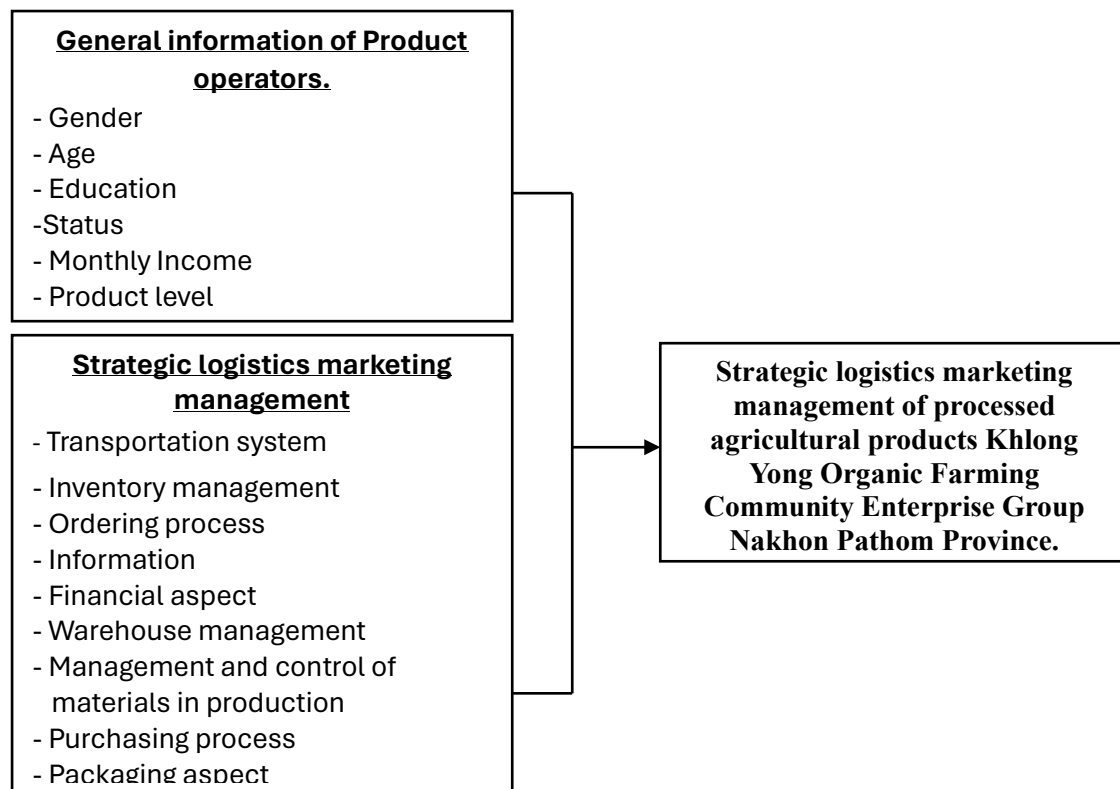 General information of Product
operators.
- Gender
- Age
- Education
-Status
- Monthly Income
- Product level
Strategic logistics marketing
management
- Transportation system
- Inventory management
- Ordering process
- Information
- Financial aspect
- Warehouse management
- Management and control of
materials in production
- Purchasing process
- Packaging aspect
Strategic logistics marketing
management of processed
agricultural products Khlong
Yong Organic Farming
Community Enterprise Group
Nakhon Pathom Province.